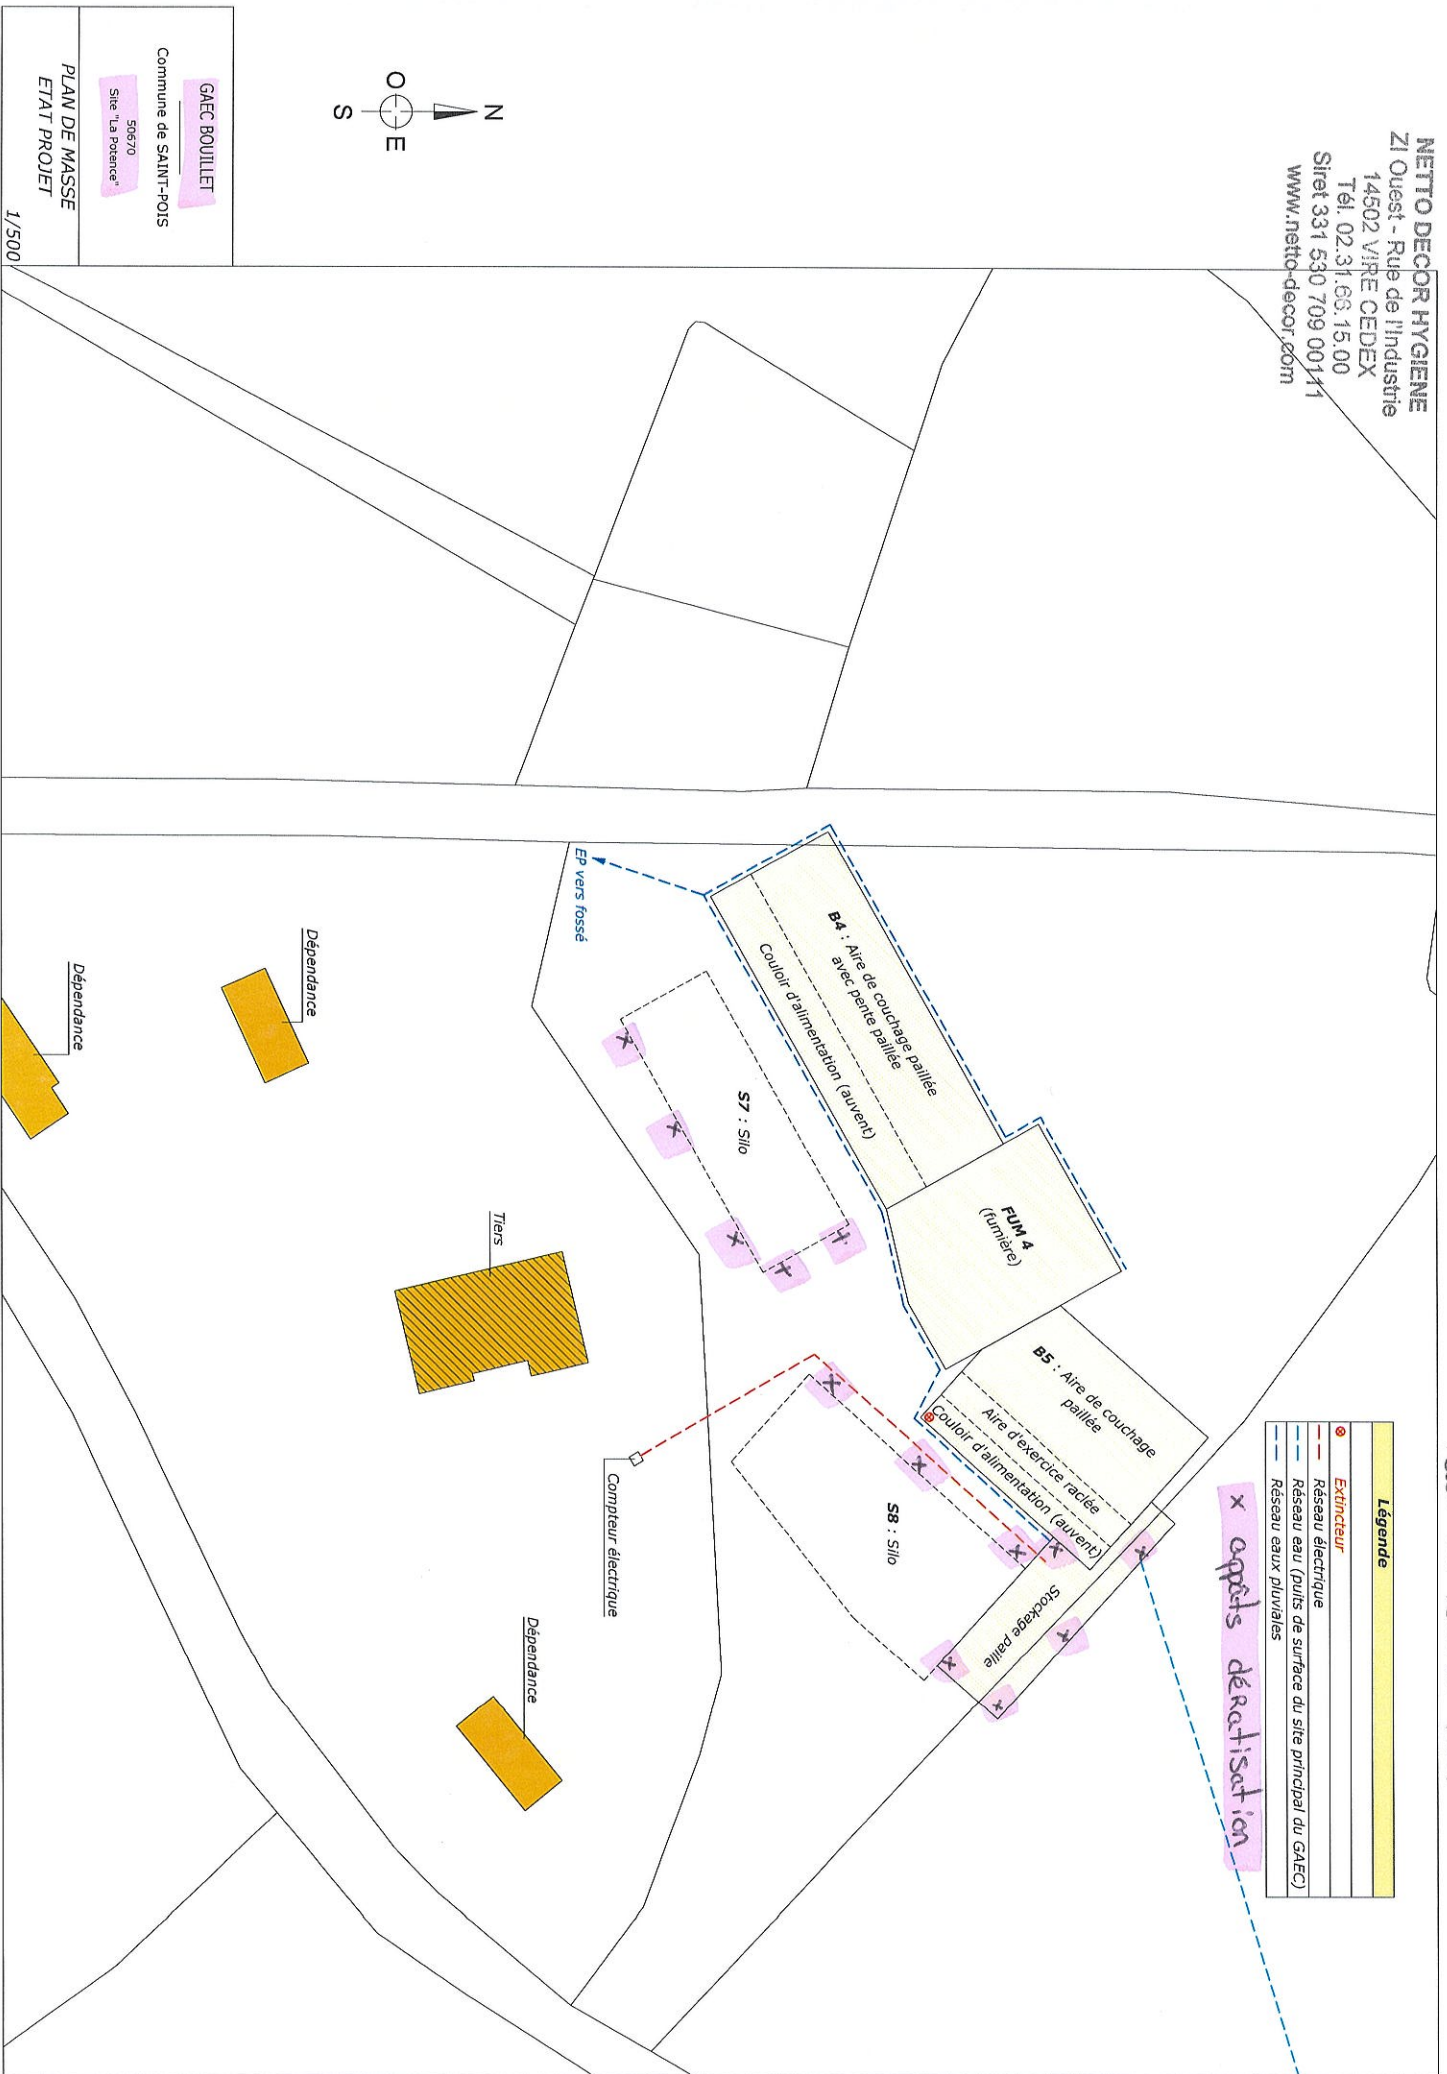 NETTO DECOR HYGIENE
ZI Ouest - Rue de l'Industrie
14502 VIRE CEDEX
Tél. 02.31.66.15.00
Siret 331 530 709 00111
www.netto-decor.com
Légende
Extincteur
Réseau électrique
Réseau eau (puits de surface du site principal du GAEC)
Réseau eaux pluviales
x appâts déRatisation
N
O
E
S
B4 : Aire de couchage paillée
avec pente paillée
Couloir d'alimentation (auvent)
FUM 4
(fumière)
B5 : Aire de couchage
paillée
Aire d'exercice raclée
Couloir d'alimentation (auvent)
Stockage paille
S7 : Silo
S8 : Silo
EP vers fossé
Compteur électrique
Tiers
Dépendance
Dépendance
Dépendance
GAEC BOUILLET
Commune de SAINT-POIS
50670
Site "La Potence"
PLAN DE MASSE
ETAT PROJET
1/500